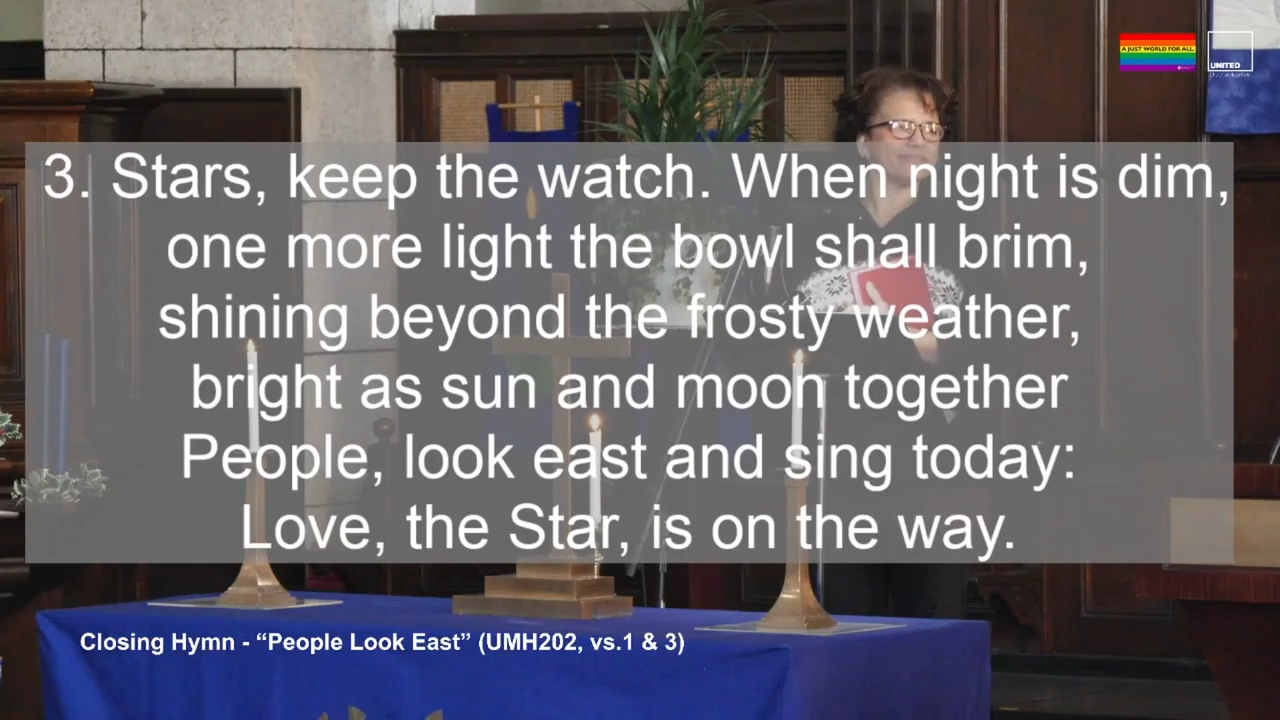 A JUST WORLD FOR ALL
UNITED
3. Stars, keep the watch. When night is dim,
one more light the bowl shall brim,
shining beyond the frosty weather,
bright as sun and moon together
People, look east and sing today:
Love, the Star, is on the way.
Closing Hymn - “People Look East” (UMH202, vs.1 & 3)